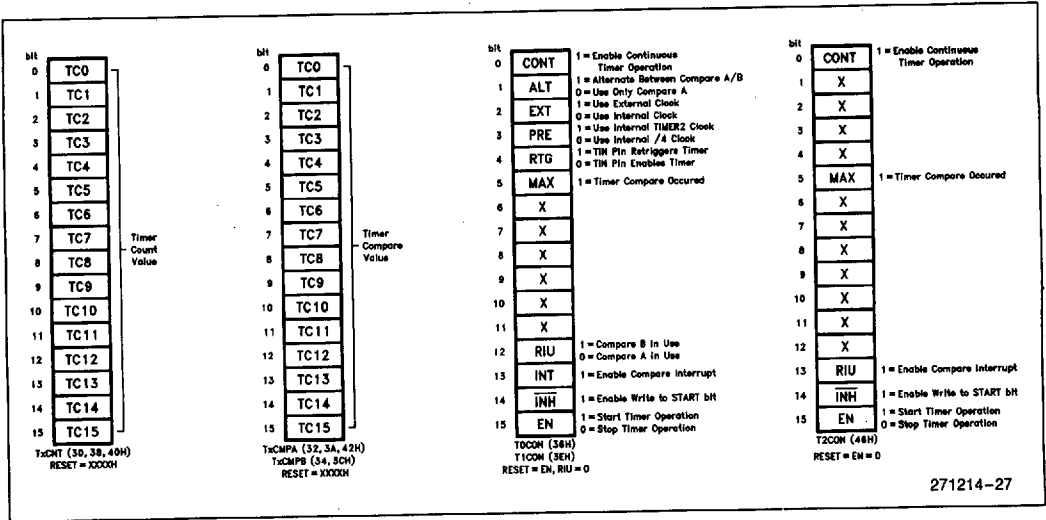 bit
0 TC0
1 TC1
2 TC2
3 TC3
4 TC4
5 TC5
6 TC6
7 TC7
8 TC8
9 TC9
10 TC10
11 TC11
12 TC12
13 TC13
14 TC14
15 TC15
Timer
Count
Value
TxCNT (30, 38, 40H)
RESET = XXXXH
bit
0 TC0
1 TC1
2 TC2
3 TC3
4 TC4
5 TC5
6 TC6
7 TC7
8 TC8
9 TC9
10 TC10
11 TC11
12 TC12
13 TC13
14 TC14
15 TC15
Timer
Compare
Value
TxCMPA (32, 3A, 42H)
TxCMPB (34, 3CH)
RESET = XXXXH
bit
0 CONT 1 = Enable Continuous
Timer Operation
1 ALT 1 = Alternate Between Compare A/B
0 = Use Only Compare A
2 EXT 1 = Use External Clock
0 = Use Internal Clock
3 PRE 1 = Use Internal TIMER2 Clock
0 = Use Internal /4 Clock
4 RTG 1 = TIN Pin Retriggers Timer
0 = TIN Pin Enables Timer
5 MAX 1 = Timer Compare Occured
6 X
7 X
8 X
9 X
10 X
11 X
12 RIU 1 = Compare B in Use
0 = Compare A in Use
13 INT 1 = Enable Compare Interrupt
14 INH 1 = Enable Write to START bit
15 EN 1 = Start Timer Operation
0 = Stop Timer Operation
T0CON (36H)
T1CON (3EH)
RESET = EN, RIU = 0
bit
0 CONT 1 = Enable Continueus
Timer Operation
1 X
2 X
3 X
4 X
5 MAX 1 = Timer Compare Occured
6 X
7 X
8 X
9 X
10 X
11 X
12 X
13 RIU 1 = Enable Compare Interrupt
14 INH 1 = Enable Write to START bit
15 EN 1 = Start Timer Operation
0 = Stop Timer Operation
T2CON (46H)
RESET = EN = 0
271214-27